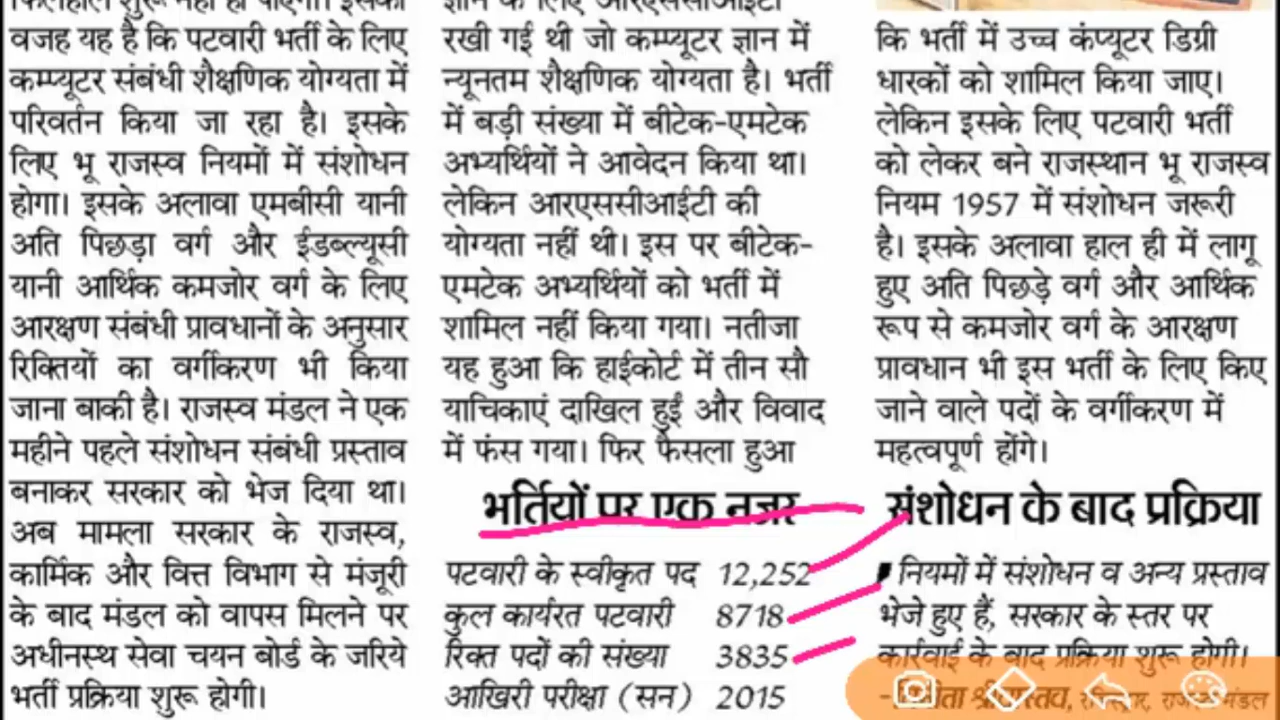 वजह यह है कि पटवारी भर्ती के लिए
कम्प्यूटर संबंधी शैक्षणिक योग्यता में
परिवर्तन किया जा रहा है। इसके
लिए भू राजस्व नियमों में संशोधन
होगा। इसके अलावा एमबीसी यानी
अति पिछड़ा वर्ग और ईडब्ल्यूसी
यानी आर्थिक कमजोर वर्ग के लिए
आरक्षण संबंधी प्रावधानों के अनुसार
रिक्तियों का वर्गीकरण भी किया
जाना बाकी है। राजस्व मंडल ने एक
महीने पहले संशोधन संबंधी प्रस्ताव
बनाकर सरकार को भेज दिया था।
अब मामला सरकार के राजस्व,
कार्मिक और वित्त विभाग से मंजूरी
के बाद मंडल को वापस मिलने पर
अधीनस्थ सेवा चयन बोर्ड के जरिये
भर्ती प्रक्रिया शुरू होगी।
रखी गई थी जो कम्प्यूटर ज्ञान में
न्यूनतम शैक्षणिक योग्यता है। भर्ती
में बड़ी संख्या में बीटेक-एमटेक
अभ्यर्थियों ने आवेदन किया था।
लेकिन आरएससीआईटी की
योग्यता नहीं थी। इस पर बीटेक-
एमटेक अभ्यर्थियों को भर्ती में
शामिल नहीं किया गया। नतीजा
यह हुआ कि हाईकोर्ट में तीन सौ
याचिकाएं दाखिल हुईं और विवाद
में फंस गया। फिर फैसला हुआ
भर्तियों पर एक नजर
पटवारी के स्वीकृत पद 12,252
कुल कार्यरत पटवारी 8718
रिक्त पदों की संख्या 3835
आखिरी परीक्षा (सन) 2015
कि भर्ती में उच्च कंप्यूटर डिग्री
धारकों को शामिल किया जाए।
लेकिन इसके लिए पटवारी भर्ती
को लेकर बने राजस्थान भू राजस्व
नियम 1957 में संशोधन जरूरी
है। इसके अलावा हाल ही में लागू
हुए अति पिछड़े वर्ग और आर्थिक
रूप से कमजोर वर्ग के आरक्षण
प्रावधान भी इस भर्ती के लिए किए
जाने वाले पदों के वर्गीकरण में
महत्वपूर्ण होंगे।
संशोधन के बाद प्रक्रिया
नियमों में संशोधन व अन्य प्रस्ताव
भेजे हुए हैं, सरकार के स्तर पर
कार्रवाई के बाद प्रक्रिया शुरू होगी।
मंडल